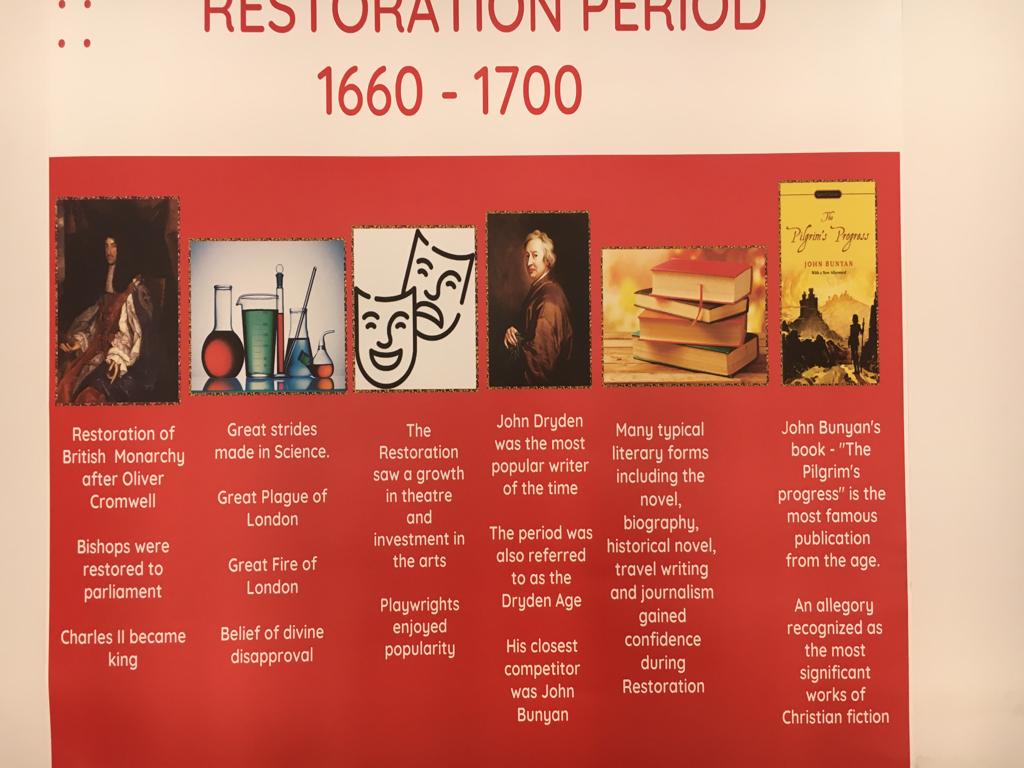 RESTORATION PERIOD
1660 - 1700
The
Pilgrim's Progress
JOHN BUNYAN
With a New Afterword
Restoration of
British Monarchy
after Oliver
Cromwell
Bishops were
restored to
parliament
Charles II became
king
Great strides
made in Science.
Great Plague of
London
Great Fire of
London
Belief of divine
disapproval
The
Restoration
saw a growth
in theatre
and
investment in
the arts
Playwrights
enjoyed
popularity
John Dryden
was the most
popular writer
of the time
The period was
also referred
to as the
Dryden Age
His closest
competitor
was John
Bunyan
Many typical
literary forms
including the
novel,
biography,
historical novel,
travel writing
and journalism
gained
confidence
during
Restoration
John Bunyan's
book - "The
Pilgrim's
progress" is the
most famous
publication
from the age.
An allegory
recognized as
the most
significant
works of
Christian fiction